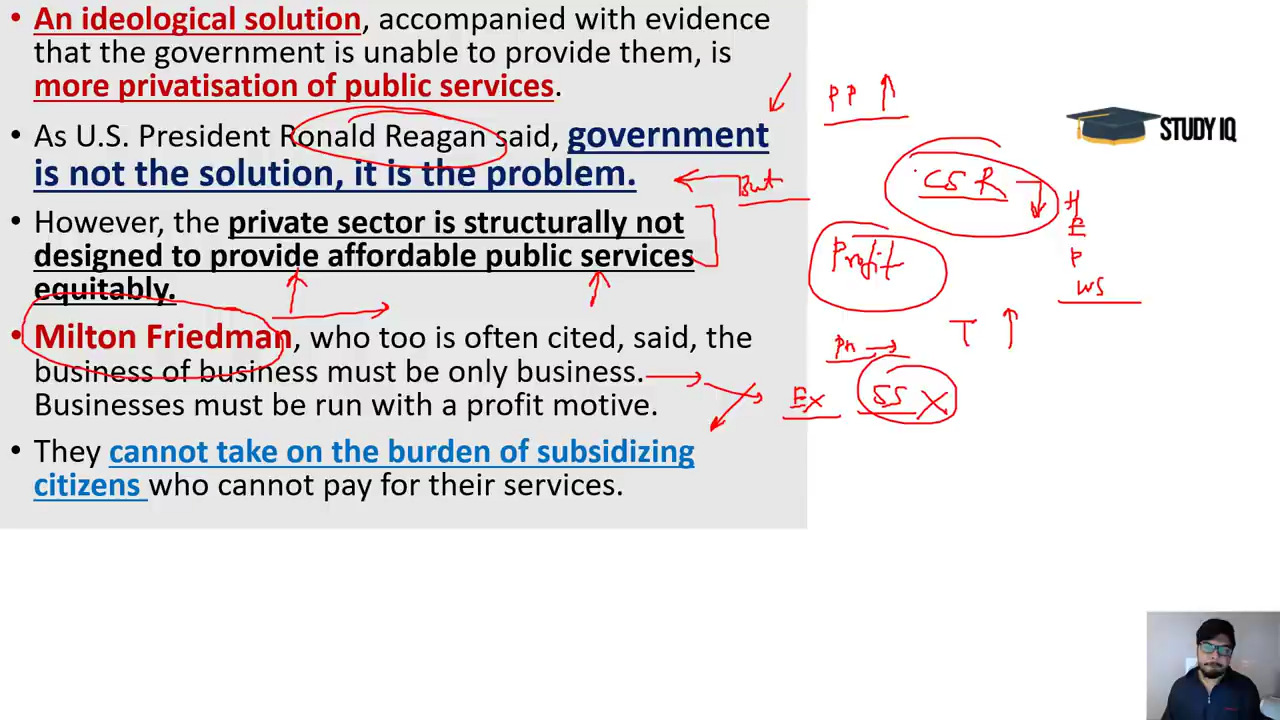 An ideological solution, accompanied with evidence
that the government is unable to provide them, is
more privatisation of public services.
• As U.S. President Ronald Reagan said, government
is not the solution, it is the problem.
• However, the private sector is structurally not
designed to provide affordable public services
equitably.
• Milton Friedman, who too is often cited, said, the
business of business must be only business.
Businesses must be run with a profit motive.
• They cannot take on the burden of subsidizing
citizens who cannot pay for their services.
PP
STUDY IQ
CSR
But
H
E
P
WS
Profit
T
Pn
Ex
SS